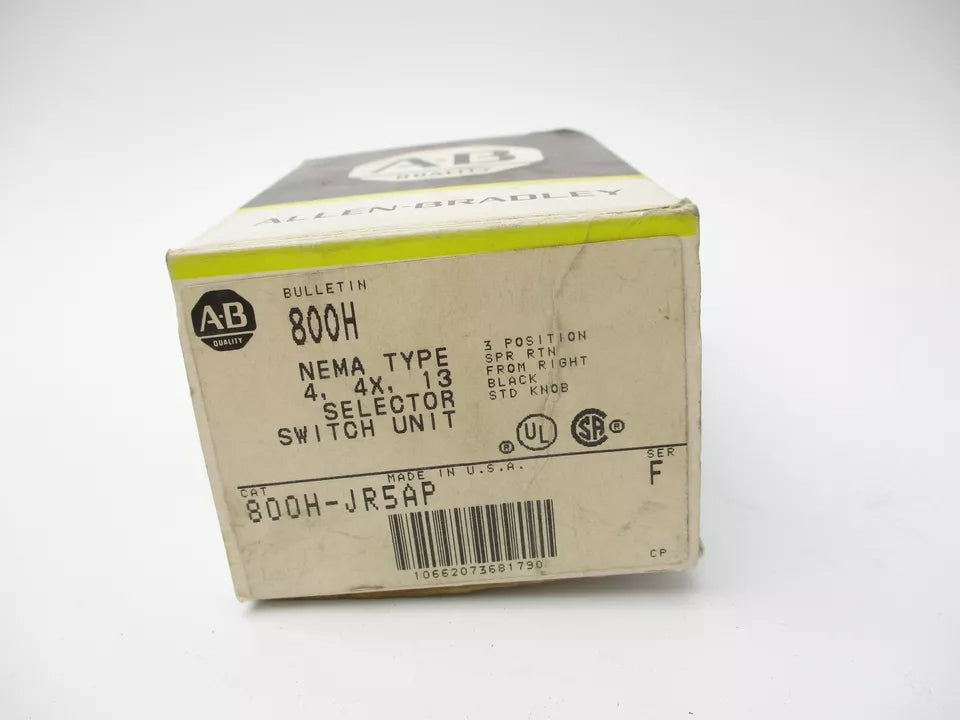 A-B
QUALITY
ALLEN-BRADLEY
A-B
QUALITY
BULLETIN
800H
NEMA TYPE
4, 4X, 13
SELECTOR
SWITCH UNIT
3 POSITION
SPR RTN
FROM RIGHT
BLACK
STD KNOB
® UL SA ®
MADE IN U.S.A.
SER
F
CAT
800H-JR5AP
10662073681790
CP